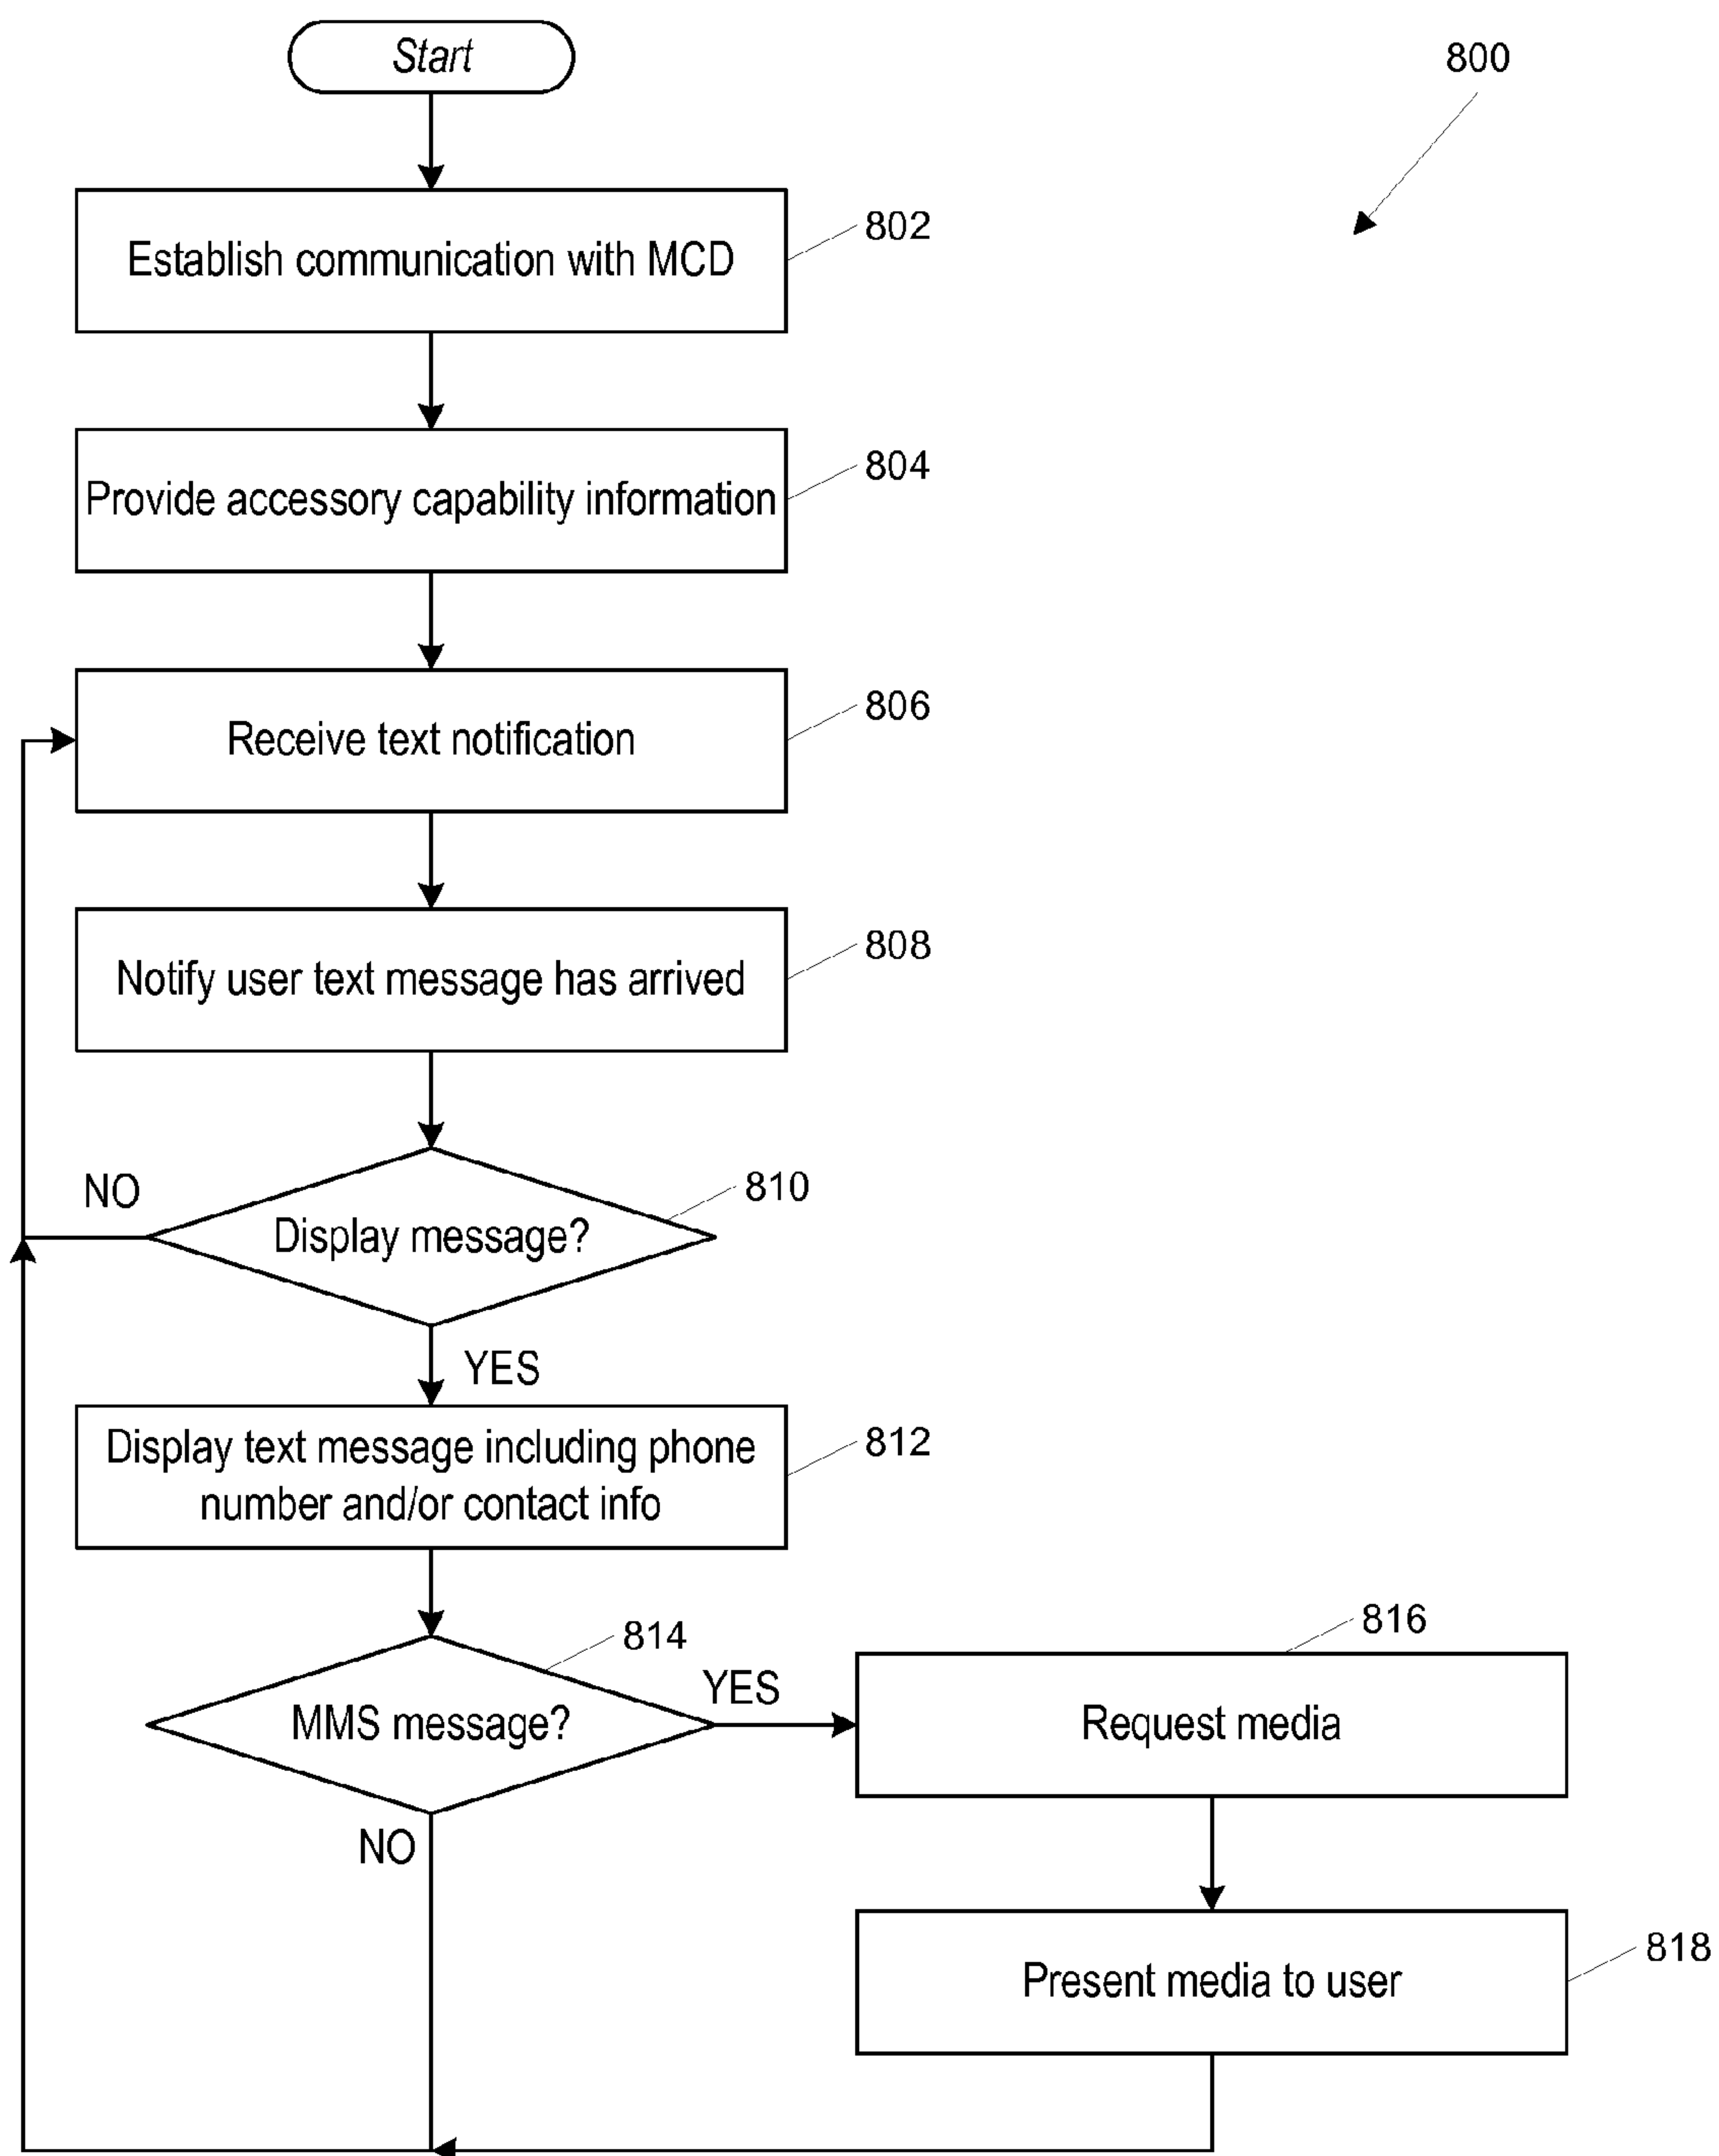 Start
800
Establish communication with MCD
802
Provide accessory capability information
804
Receive text notification
806
Notify user text message has arrived
808
NO
Display message?
810
YES
Display text message including phone
number and/or contact info
812
MMS message?
814
YES
816
Request media
NO
Present media to user
818